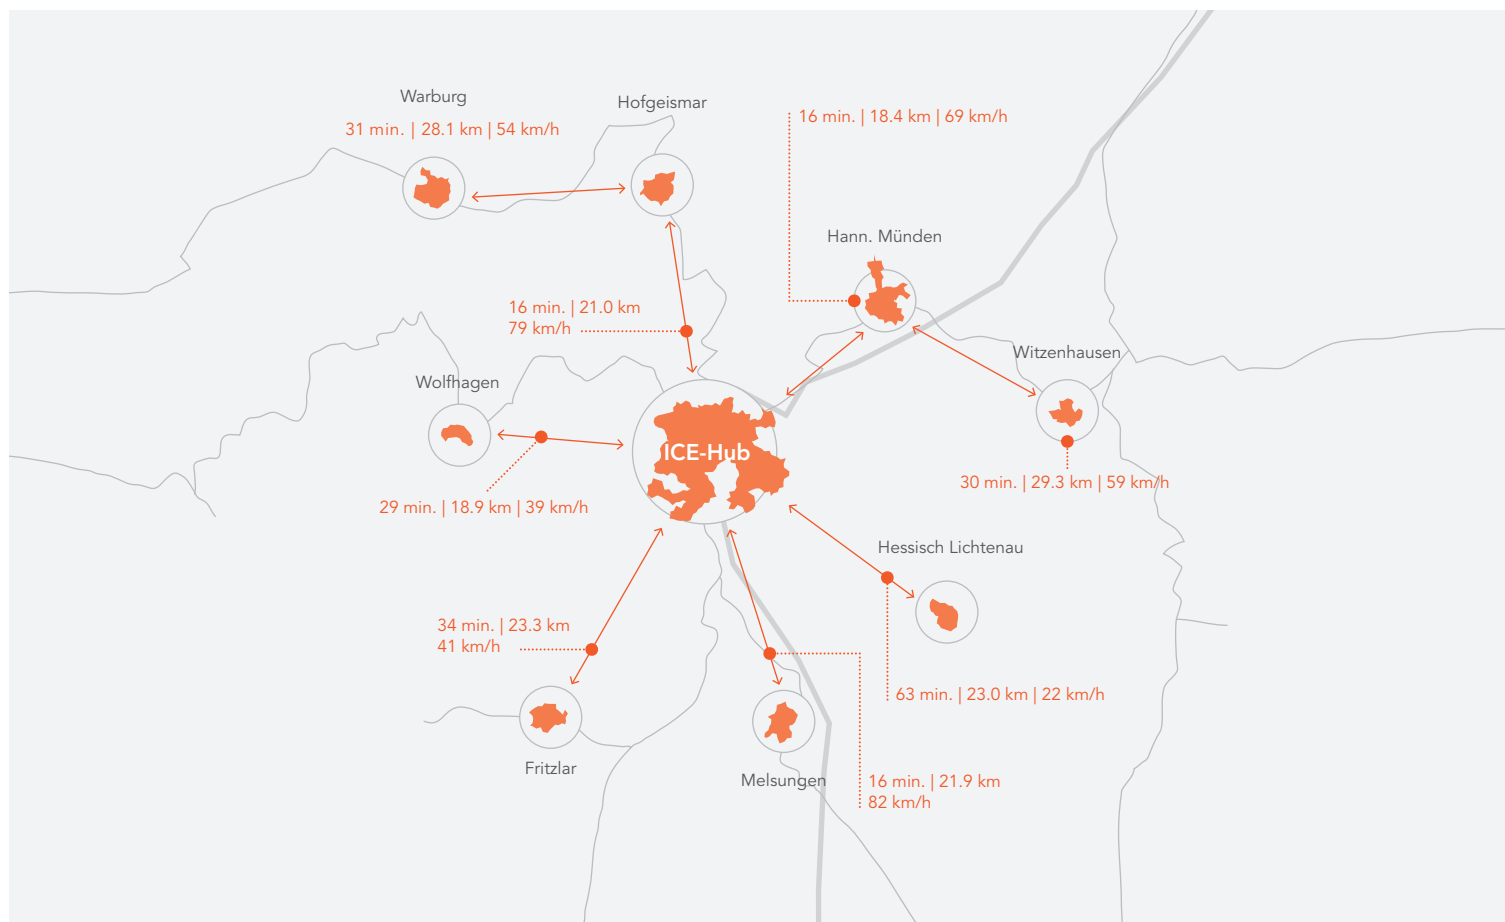 Warburg
31 min. | 28.1 km | 54 km/h
Hofgeismar
16 min. | 18.4 km | 69 km/h
Hann. Münden
16 min. | 21.0 km
79 km/h
Witzenhausen
Wolfhagen
ICE-Hub
30 min. | 29.3 km | 59 km/h
29 min. | 18.9 km | 39 km/h
Hessisch Lichtenau
34 min. | 23.3 km
41 km/h
63 min. | 23.0 km | 22 km/h
Fritzlar
Melsungen
16 min. | 21.9 km
82 km/h